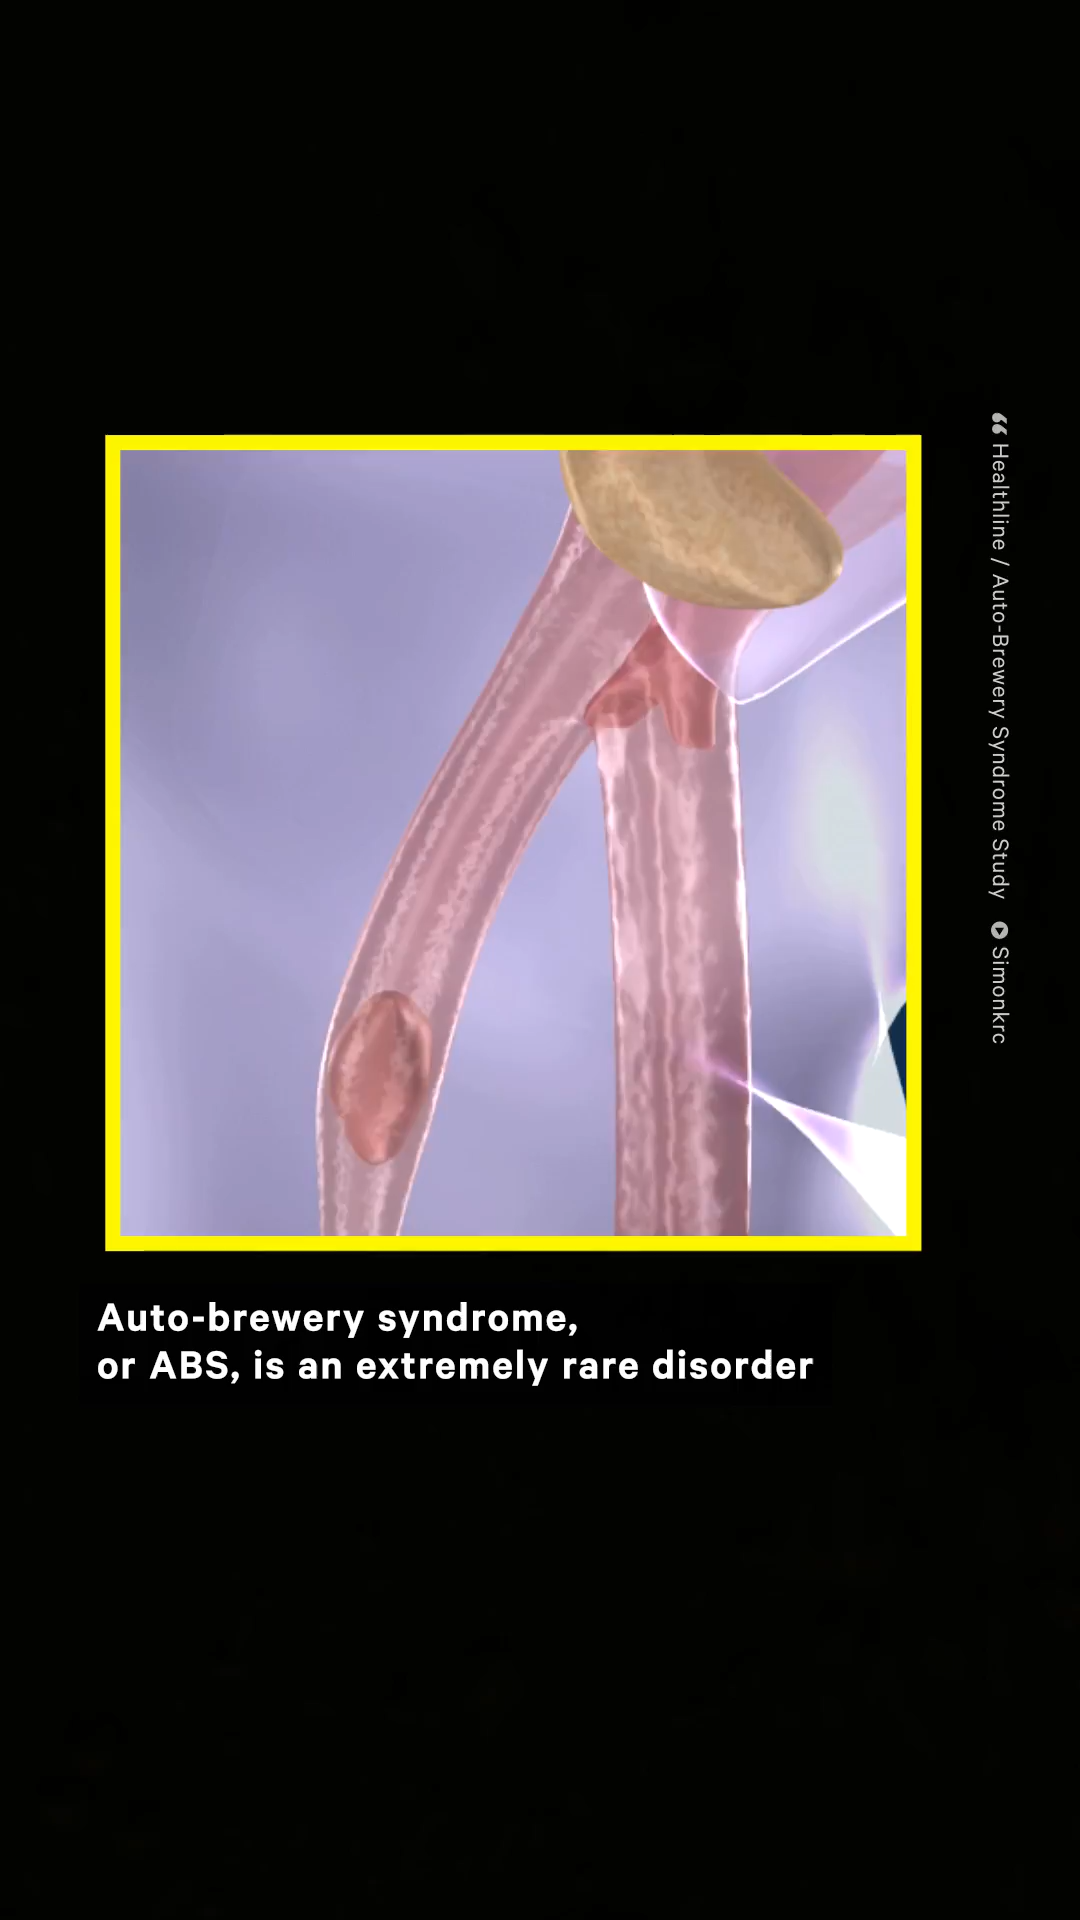 Auto-brewery syndrome,
or ABS, is an extremely rare disorder
❝ Healthline / Auto-Brewery Syndrome Study Simonkrc